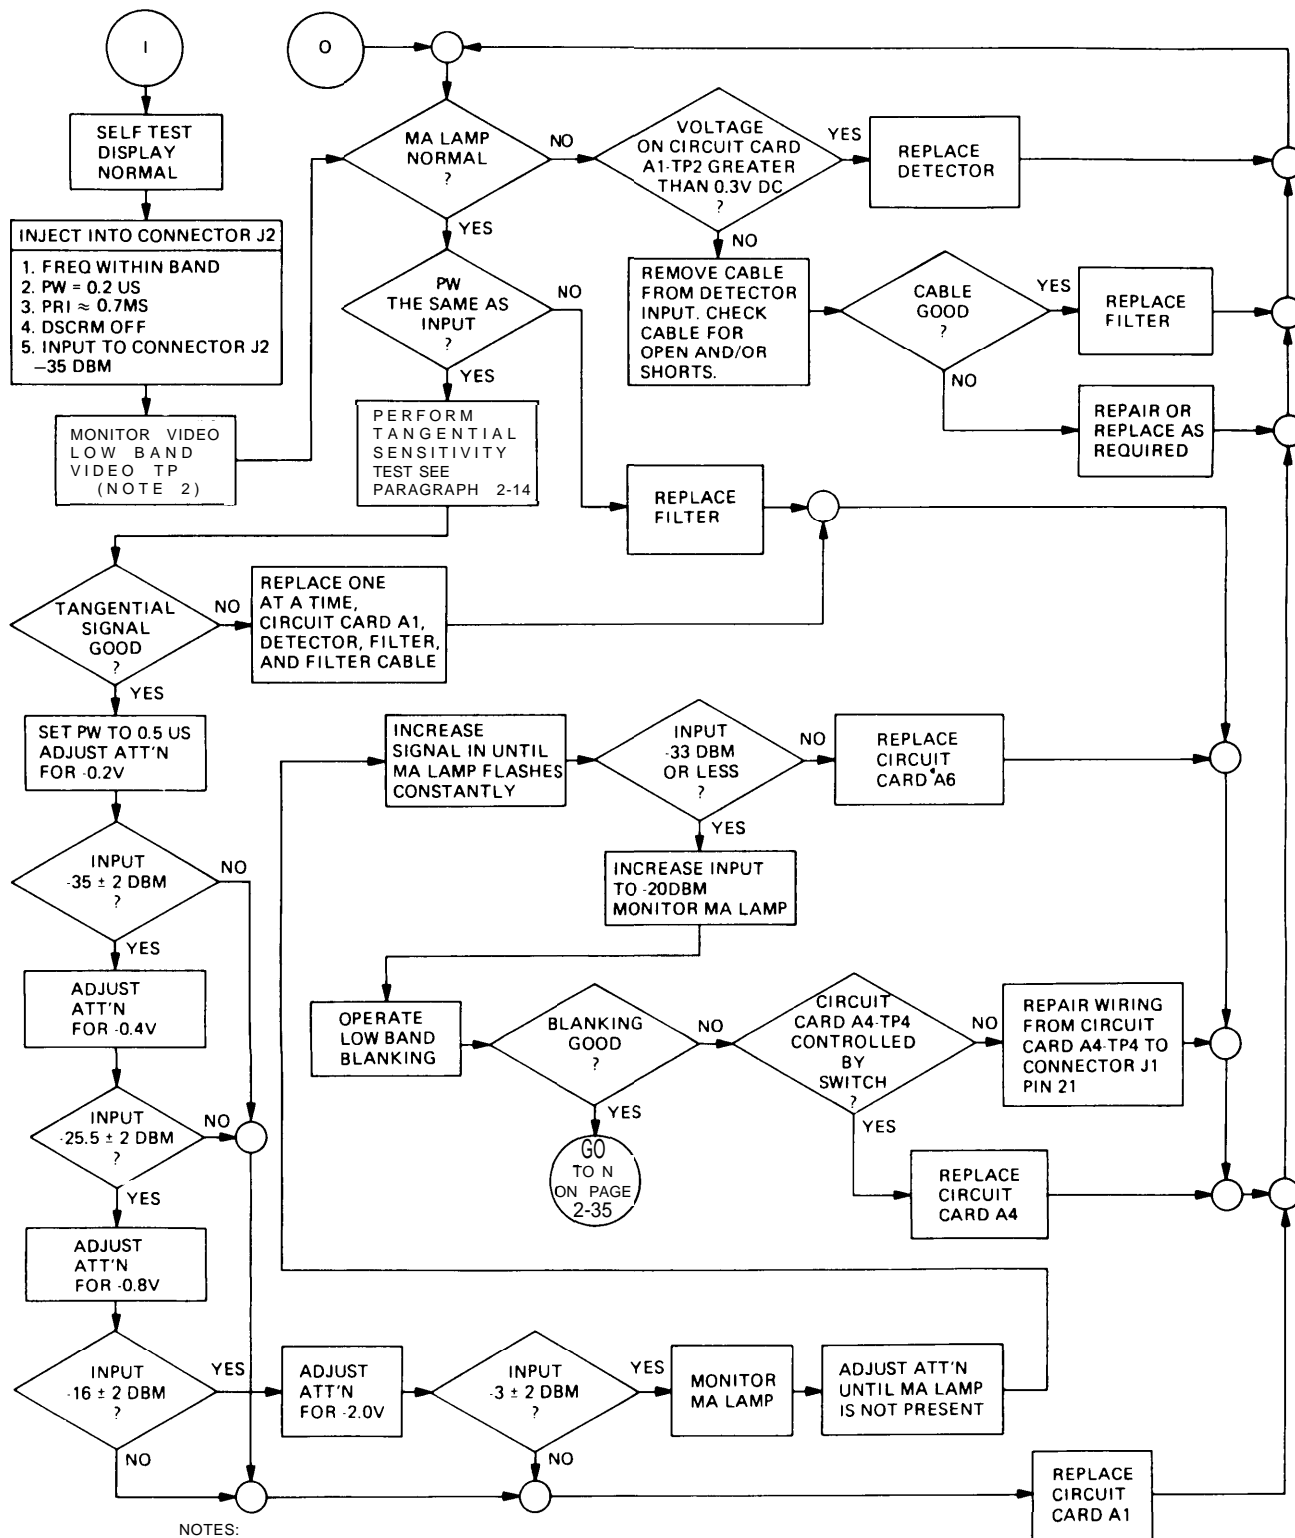 I
O
SELF TEST
DISPLAY
NORMAL
INJECT INTO CONNECTOR J2
1. FREQ WITHIN BAND
2. PW = 0.2 US
3. PRI ≈ 0.7MS
4. DSCRM OFF
5. INPUT TO CONNECTOR J2
−35 DBM
MONITOR VIDEO
LOW BAND
VIDEO TP
(NOTE 2)
MA LAMP
NORMAL
?
NO
YES
VOLTAGE
ON CIRCUIT CARD
A1-TP2 GREATER
THAN 0.3V DC
?
YES
NO
REPLACE
DETECTOR
PW
THE SAME AS
INPUT
?
NO
YES
REMOVE CABLE
FROM DETECTOR
INPUT. CHECK
CABLE FOR
OPEN AND/OR
SHORTS.
CABLE
GOOD
?
YES
NO
REPLACE
FILTER
REPAIR OR
REPLACE AS
REQUIRED
PERFORM
TANGENTIAL
SENSITIVITY
TEST SEE
PARAGRAPH 2-14
REPLACE
FILTER
TANGENTIAL
SIGNAL
GOOD
?
NO
YES
REPLACE ONE
AT A TIME,
CIRCUIT CARD A1,
DETECTOR, FILTER,
AND FILTER CABLE
SET PW TO 0.5 US
ADJUST ATT'N
FOR -0.2V
INCREASE
SIGNAL IN UNTIL
MA LAMP FLASHES
CONSTANTLY
INPUT
-33 DBM
OR LESS
?
NO
YES
REPLACE
CIRCUIT
CARD A6
INPUT
-35 ± 2 DBM
?
NO
YES
INCREASE INPUT
TO -20DBM
MONITOR MA LAMP
ADJUST
ATT'N
FOR -0.4V
OPERATE
LOW BAND
BLANKING
BLANKING
GOOD
?
NO
YES
CIRCUIT
CARD A4-TP4
CONTROLLED
BY
SWITCH
?
NO
YES
REPAIR WIRING
FROM CIRCUIT
CARD A4-TP4 TO
CONNECTOR J1
PIN 21
INPUT
-25.5 ± 2 DBM
?
NO
YES
GO
TO N
ON PAGE
2-35
REPLACE
CIRCUIT
CARD A4
ADJUST
ATT'N
FOR -0.8V
INPUT
-16 ± 2 DBM
?
YES
NO
ADJUST
ATT'N
FOR -2.0V
INPUT
-3 ± 2 DBM
?
YES
NO
MONITOR
MA LAMP
ADJUST ATT'N
UNTIL MA LAMP
IS NOT PRESENT
REPLACE
CIRCUIT
CARD A1
NOTES: